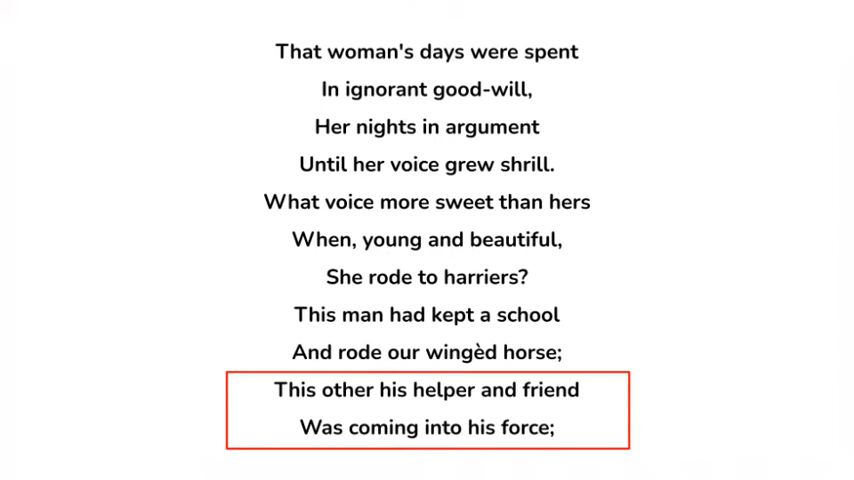 That woman's days were spent
In ignorant good-will,
Her nights in argument
Until her voice grew shrill.
What voice more sweet than hers
When, young and beautiful,
She rode to harriers?
This man had kept a school
And rode our wingèd horse;
This other his helper and friend
Was coming into his force;